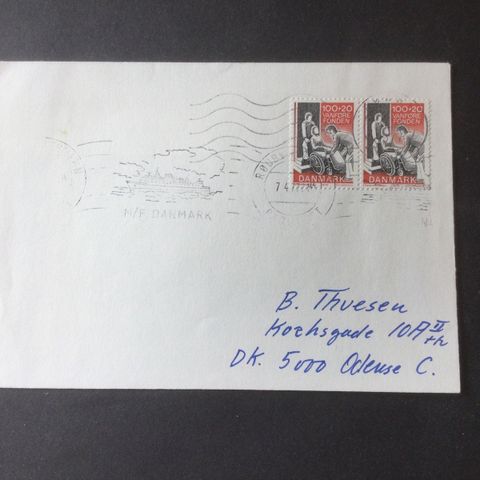 100+20
VANFØRE
FONDEN
DANMARK
100+20
VANFØRE
FONDEN
DANMARK
M/F. DANMARK
B. Thuesen
Kochsgade 10A II
th
DK. 5000 Odense C.